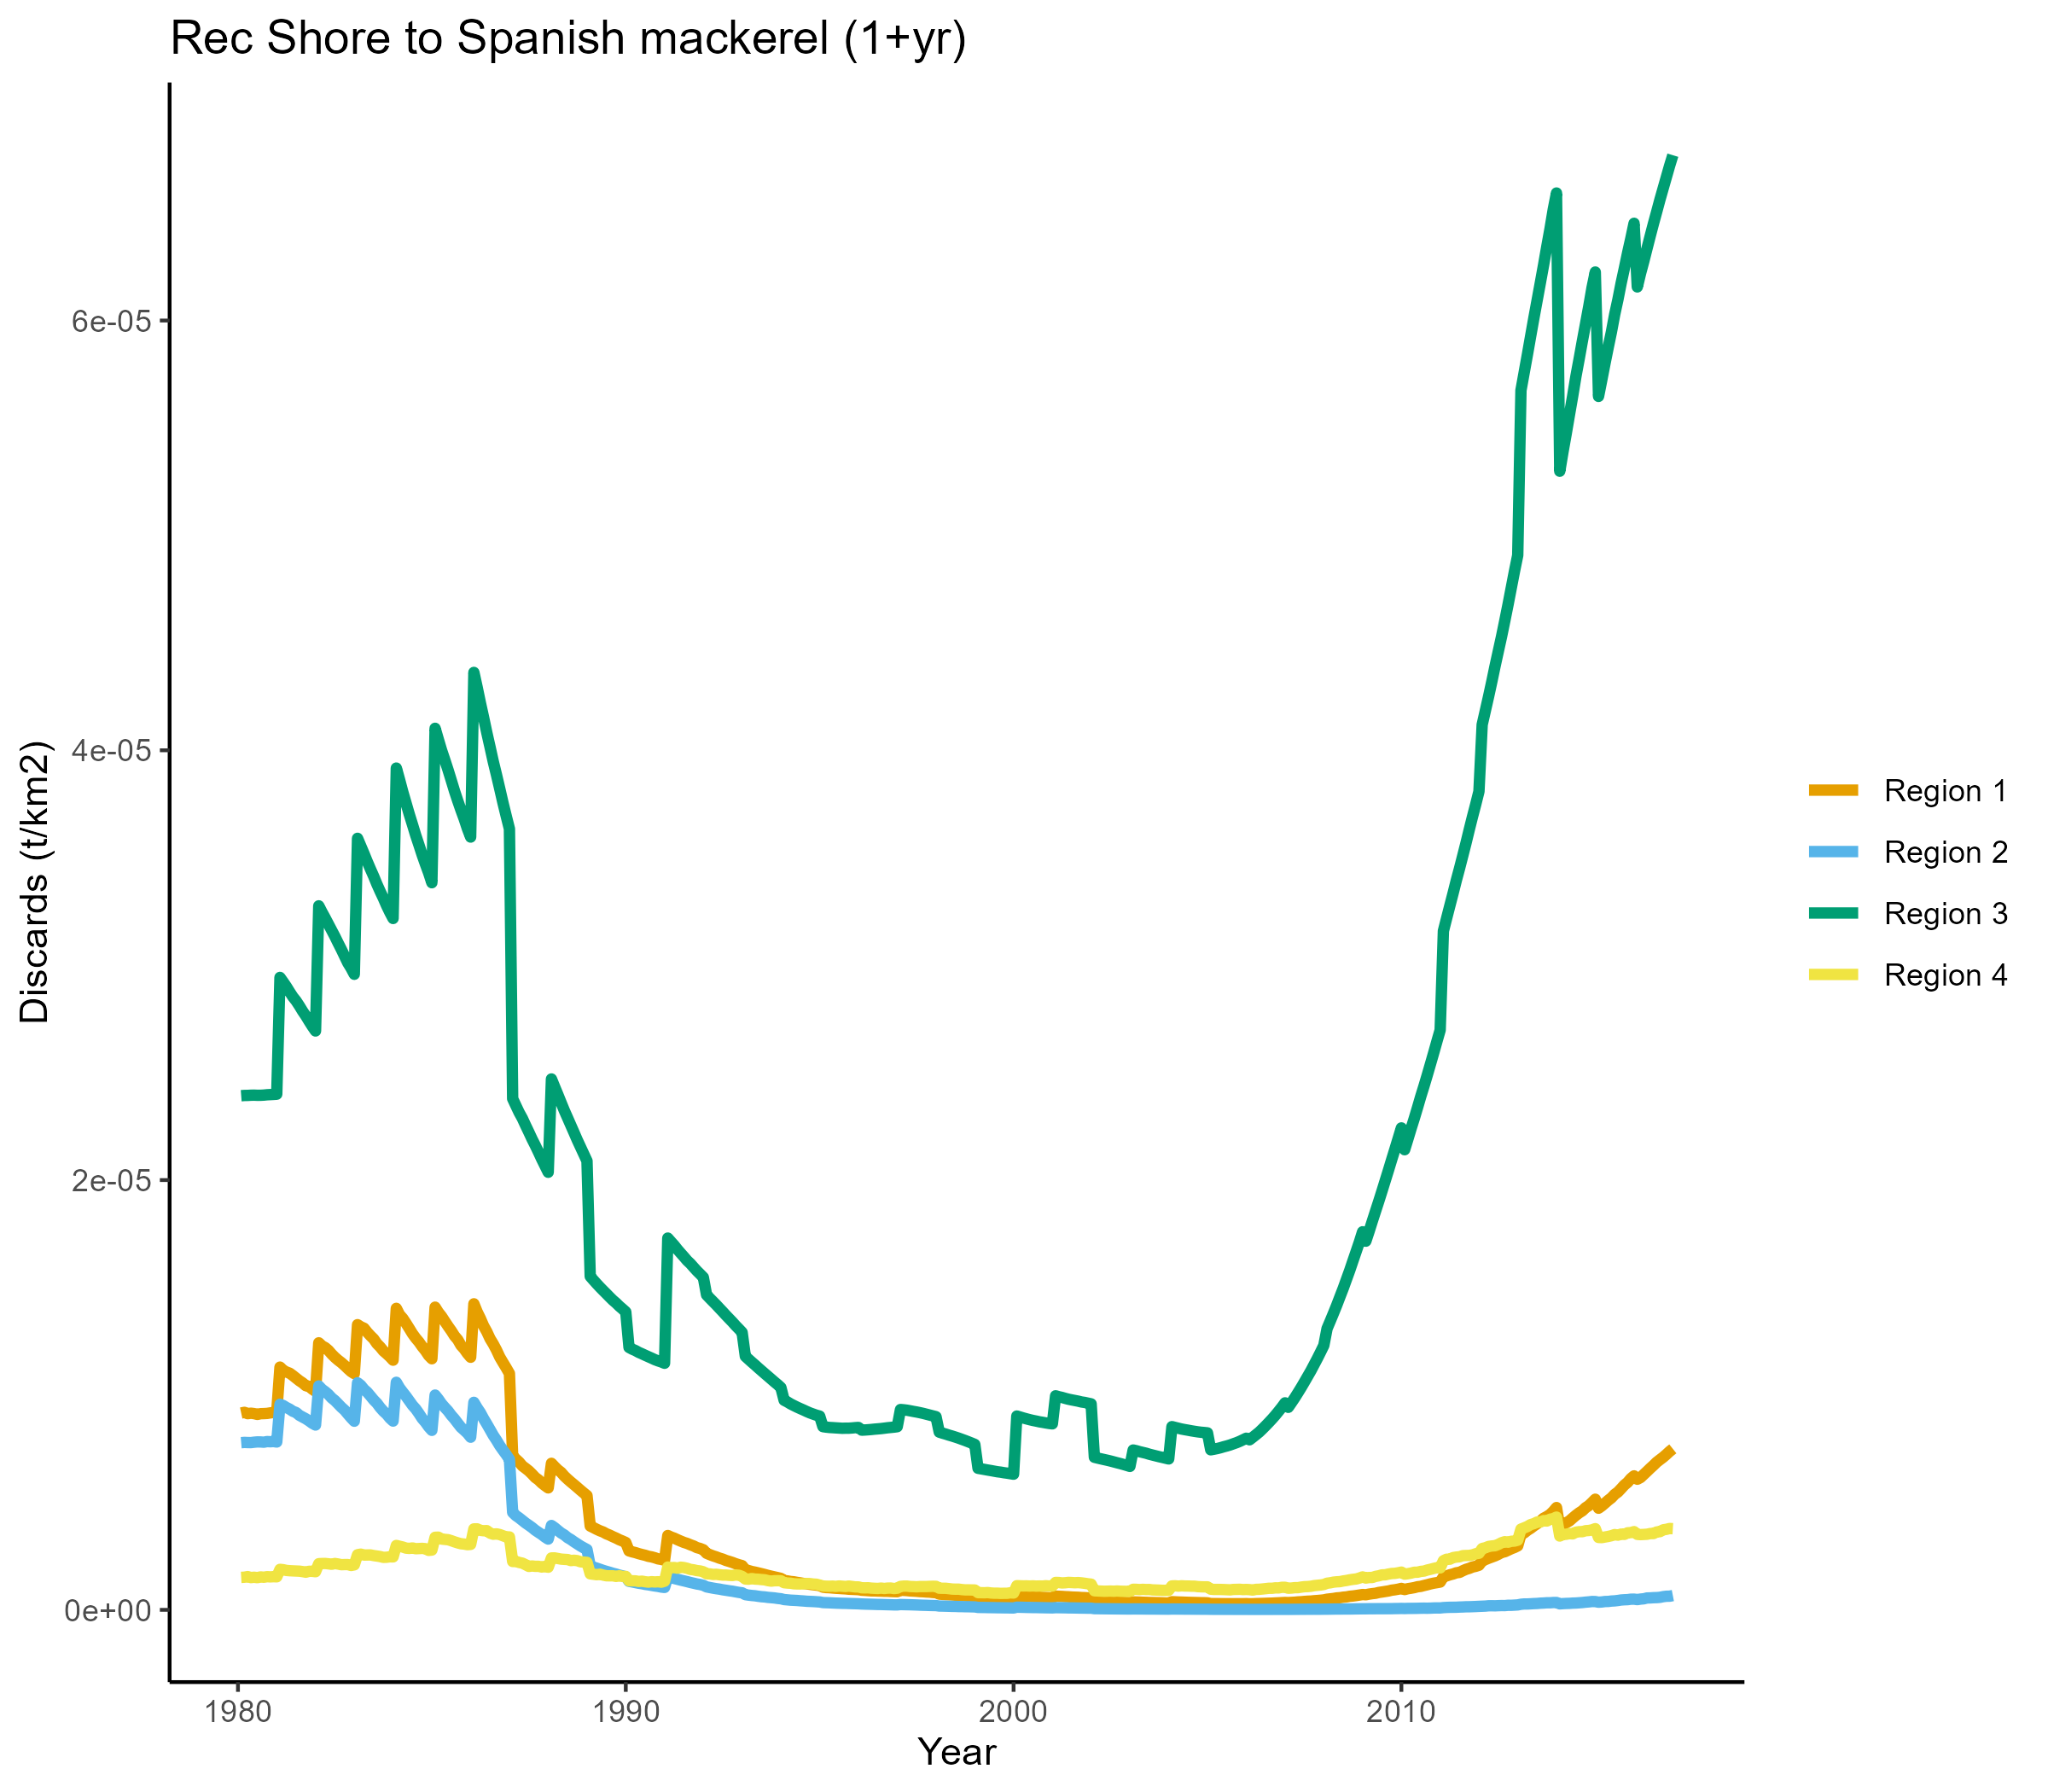 Rec Shore to Spanish mackerel (1+yr)
Discards (t/km2)
6e-05
4e-05
2e-05
0e+00
1980
1990
2000
2010
Year
Region 1
Region 2
Region 3
Region 4